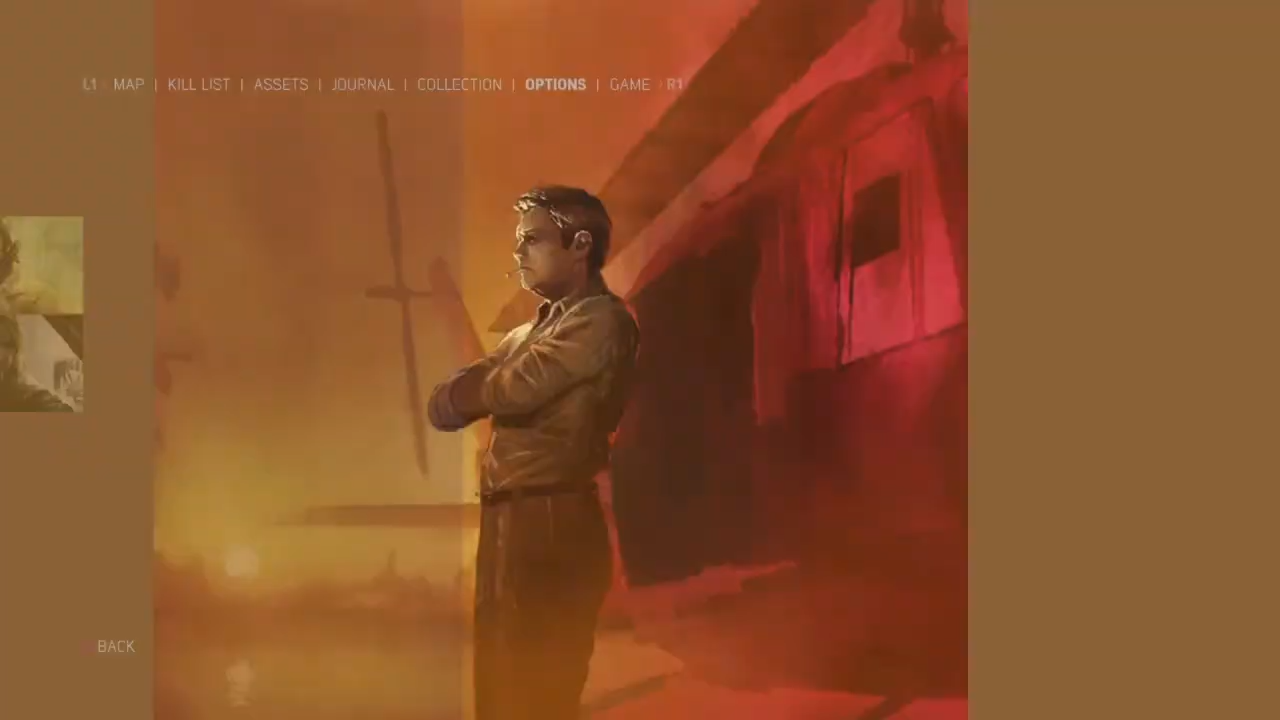 L1 MAP | KILL LIST | ASSETS | JOURNAL | COLLECTION | OPTIONS | GAME R1
BACK